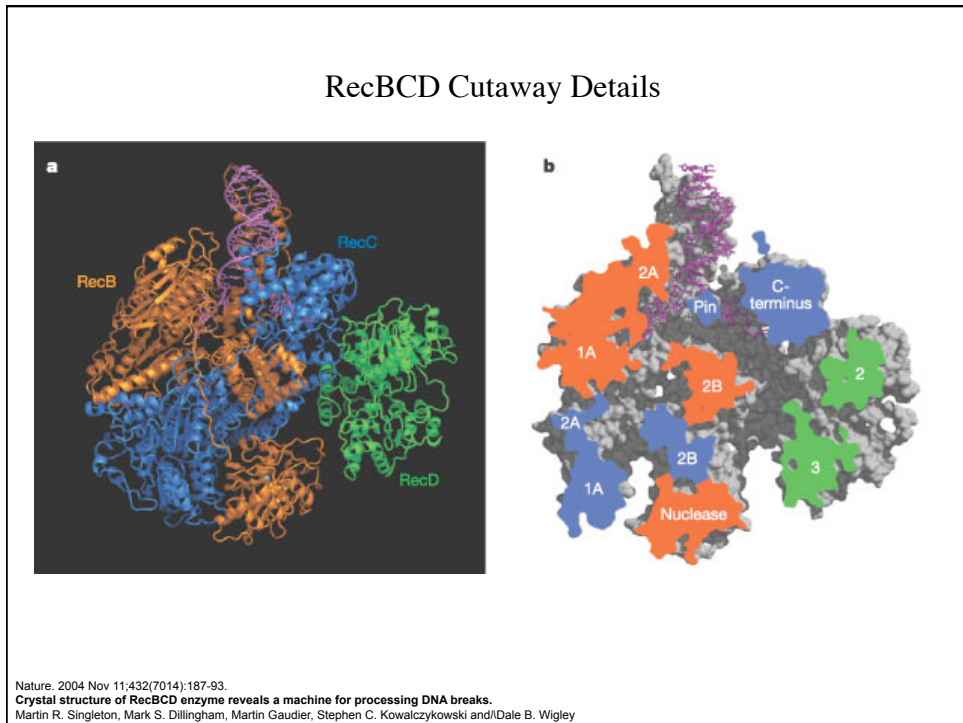 RecBCD Cutaway Details
a
RecB
RecC
RecD
b
2A
Pin
C-
terminus
1A
2B
2
2A
2B
3
1A
Nuclease
Nature. 2004 Nov 11;432(7014):187-93.
Crystal structure of RecBCD enzyme reveals a machine for processing DNA breaks.
Martin R. Singleton, Mark S. Dillingham, Martin Gaudier, Stephen C. Kowalczykowski and/\Dale B. Wigley